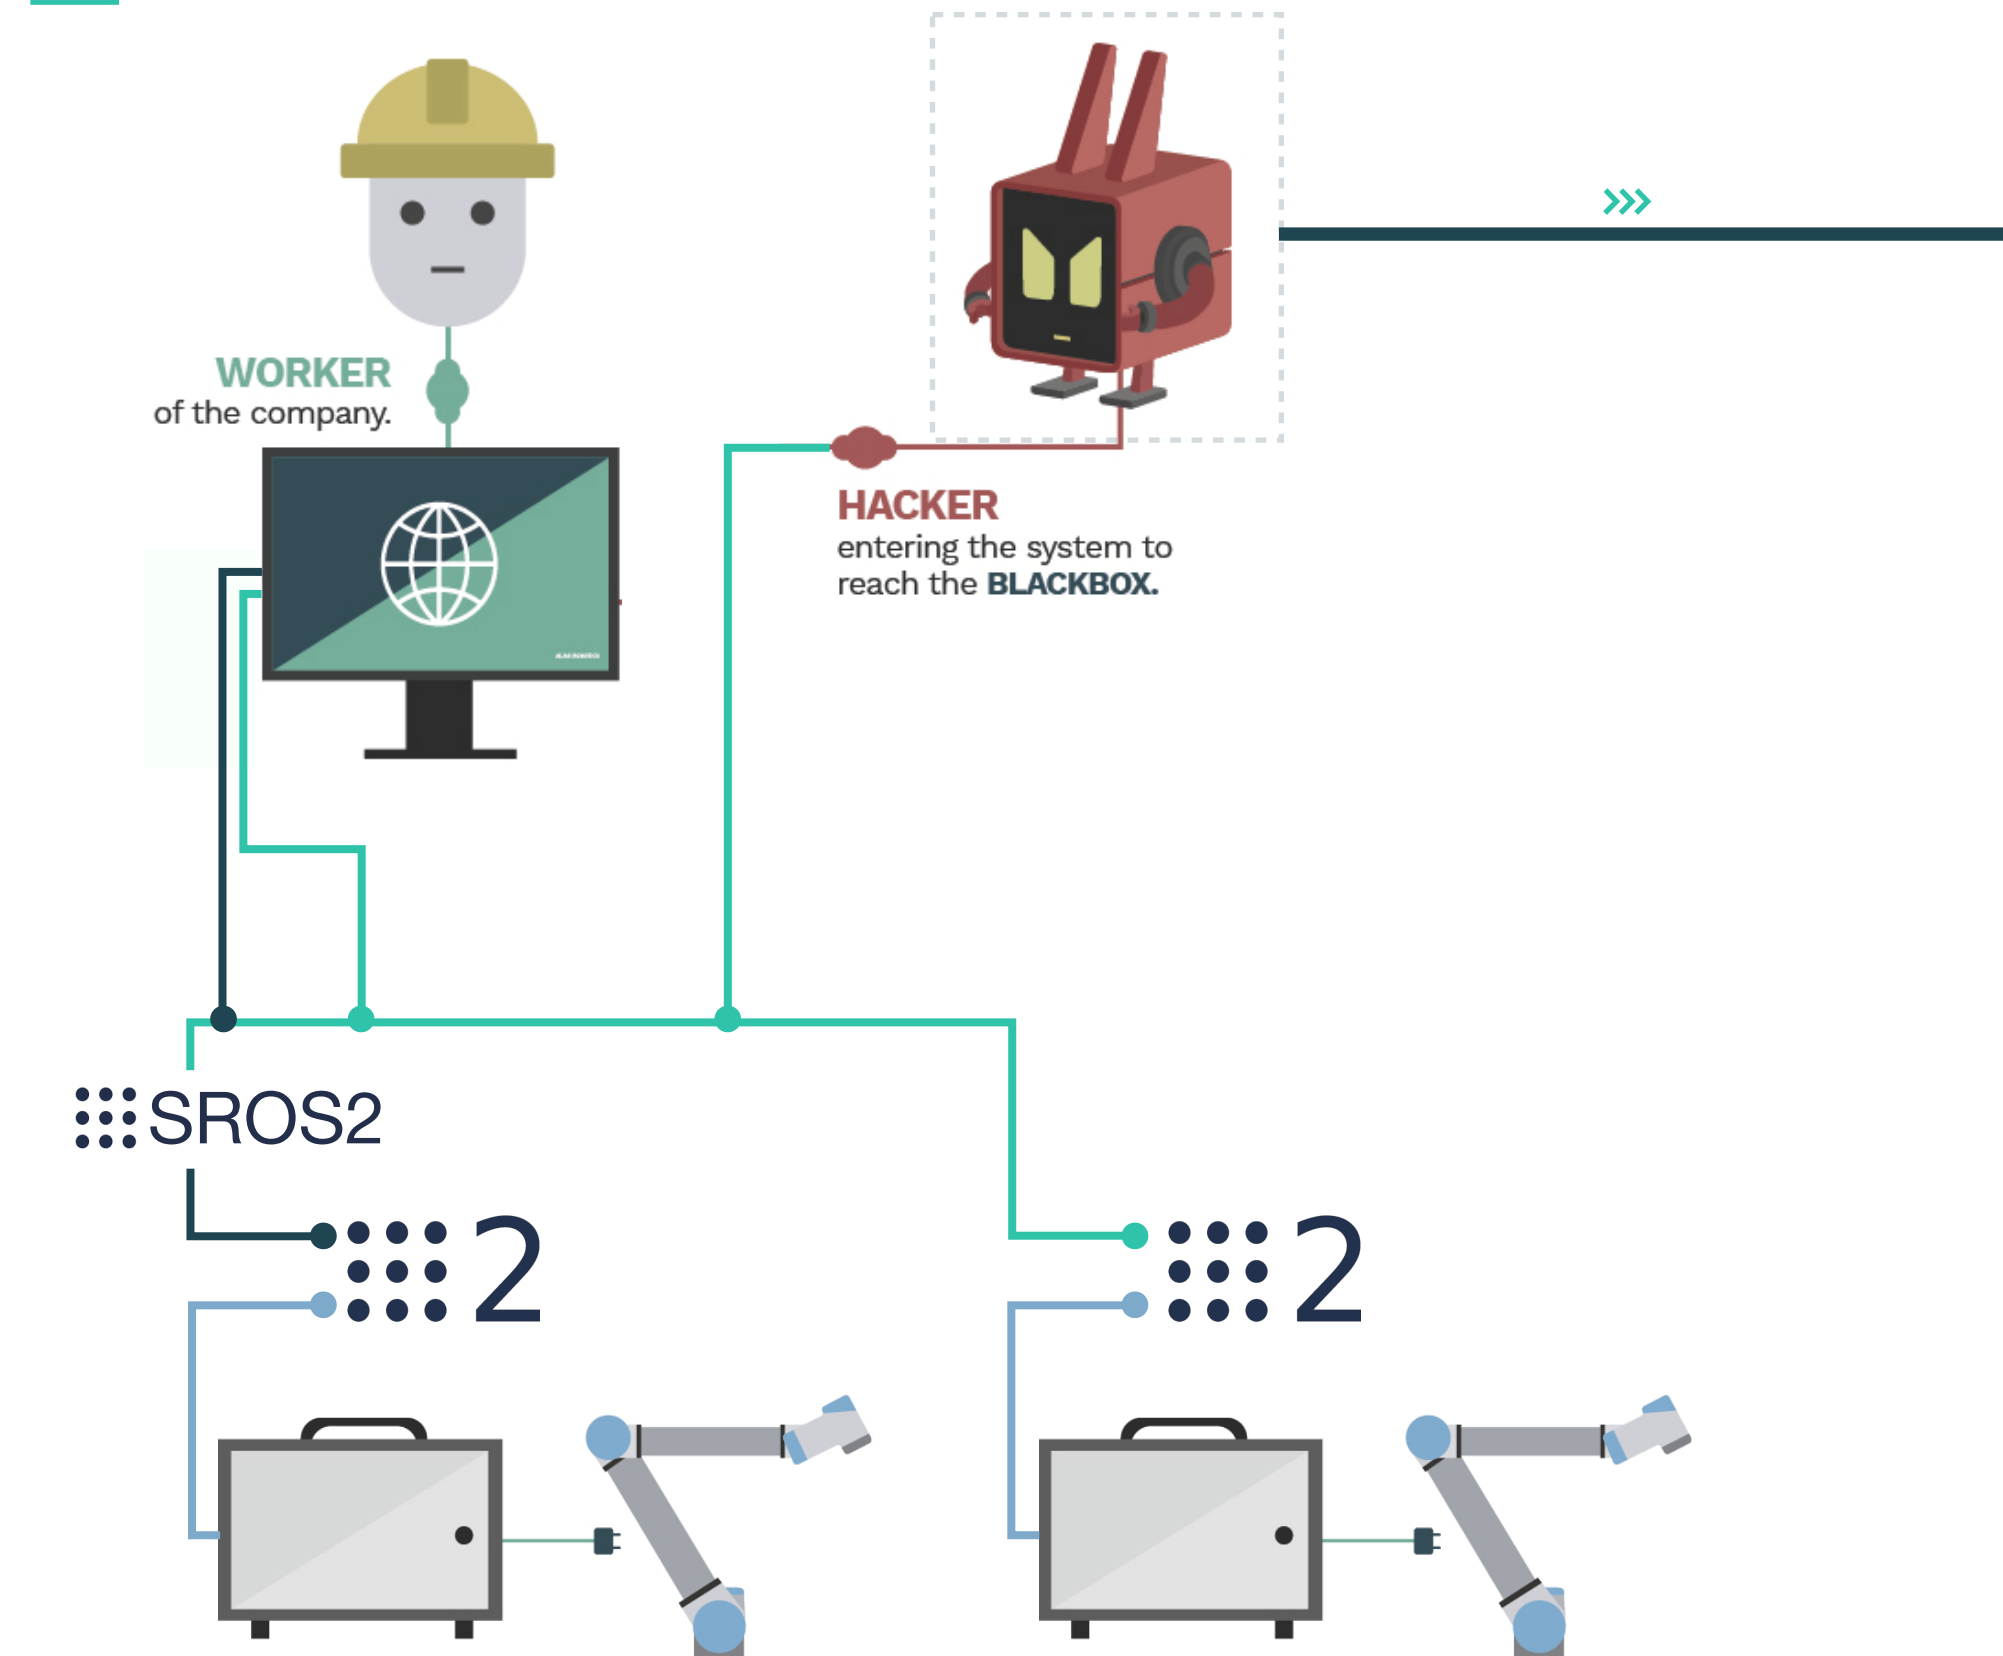 WORKER
of the company.
HACKER
entering the system to
reach the BLACKBOX.
SROS2
2
2